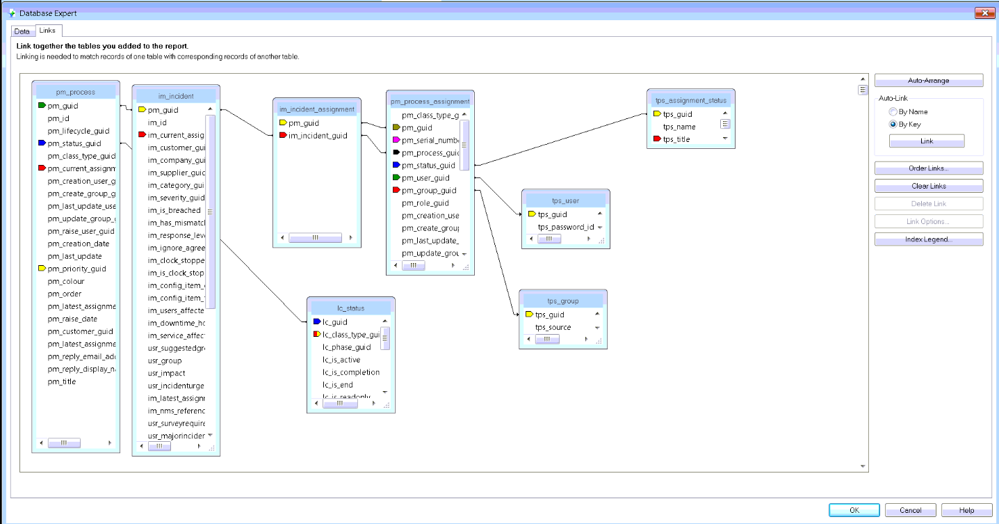 Database Expert
Data
Links
Link together the tables you added to the report.
Linking is needed to match records of one table with corresponding records of another table.
pm_process
pm_guid
pm_id
pm_lifecycle_guid
pm_status_guid
pm_class_type_guid
pm_current_assignm
pm_creation_user_g
pm_create_group_g
pm_last_update_use
pm_update_group_
pm_raise_user_guid
pm_creation_date
pm_last_update
pm_priority_guid
pm_colour
pm_order
pm_latest_assignme
pm_raise_date
pm_customer_guid
pm_latest_assignme
pm_reply_email_add
pm_reply_display_n
pm_title
im_incident
pm_guid
im_id
im_current_assig
im_customer_gui
im_company_gui
im_supplier_guid
im_category_gui
im_severity_guid
im_is_breached
im_has_mismatcl
im_response_leve
im_ignore_agree
im_clock_stoppe
im_is_clock_stop
im_config_item_
im_config_item_
im_users_affecte
im_downtime_ho
im_service_affect
usr_suggestedgr
usr_group
usr_impact
usr_incidenturge
im_latest_assignr
im_nms_referenc
usr_surveyrequire
usr_majorincider
im_incident_assignment
pm_guid
im_incident_guid
pm_process_assignment
pm_class_type_g
pm_guid
pm_serial_numb
pm_process_guid
pm_status_guid
pm_user_guid
pm_group_guid
pm_role_guid
pm_creation_use
pm_create_group
pm_last_update_
pm_update_grou
lc_status
lc_guid
lc_class_type_gui
lc_phase_guid
lc_is_active
lc_is_completion
lc_is_end
lc_is_readonly
tps_user
tps_guid
tps_password_id
tps_group
tps_guid
tps_source
tps_assignment_status
tps_guid
tps_name
tps_title
Auto-Arrange
Auto-Link
By Name
By Key
Link
Order Links...
Clear Links
Delete Link
Link Options...
Index Legend...
OK
Cancel
Help